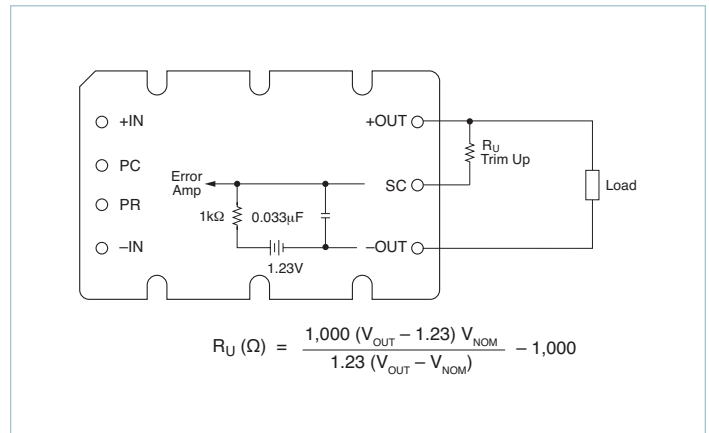 +IN
+OUT
R_U
Trim Up
PC
Error
Amp
SC
Load
PR
1kΩ
0.033µF
–IN
–OUT
1.23V
R_U (Ω) = 1,000 (V_OUT – 1.23) V_NOM / 1.23 (V_OUT – V_NOM) – 1,000